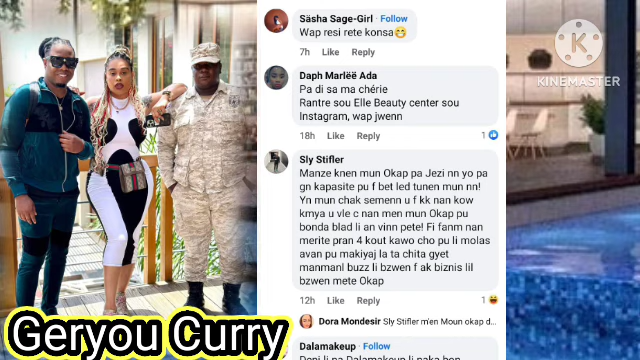 Säsha Sage-Girl · Follow
Wap resi rete konsa😁
7h Like Reply
Daph Marlëë Ada
Pa di sa ma chérie
Rantre sou Elle Beauty center sou
Instagram, wap jwenn
18h Like Reply 1
Sly Stifler
Manze knen mun Okap pa Jezi nn yo pa
gn kapasite pu f bet led tunen mun nn!
Yn mun chak semenn u f kk nan kow
kmya u vle c nan men mun Okap pu
bonda blad li an vinn pete! Fi fanm nan
merite pran 4 kout kawo cho pu li molas
avan pu makiyaj la ta chita gyet
manmanl buzz li bzwen f ak biznis lil
bzwen mete Okap
12h Like Reply 1
Dora Mondesir Sly Stifler m'en Moun okap d...
Dalamakeup · Follow
K
KINEMASTER
Geryou Curry